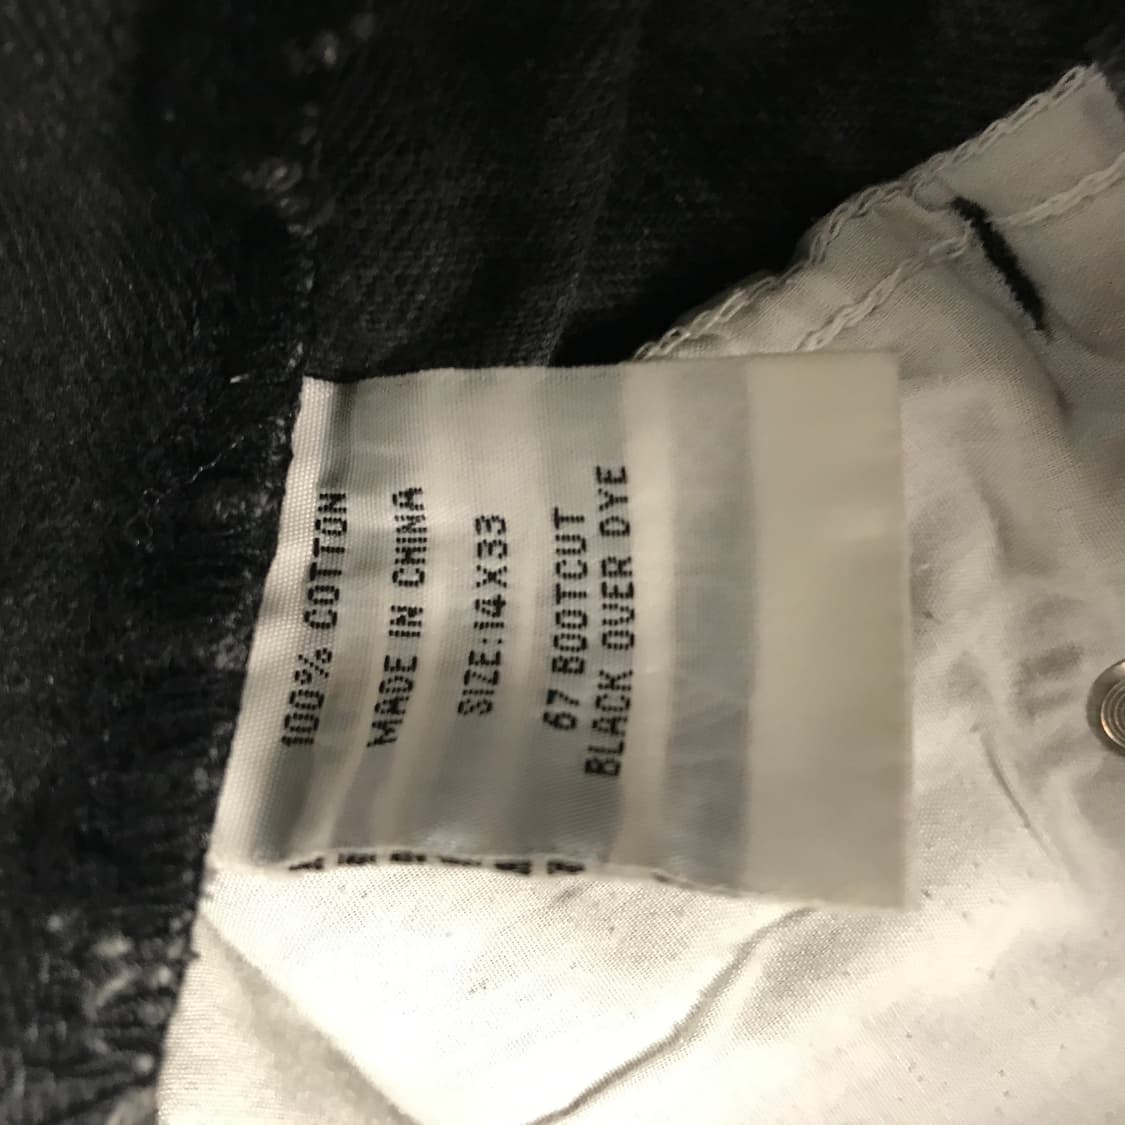 100% COTTON
MADE IN CHINA
SIZE:14X33
67 BOOTCUT
BLACK OVER DYE